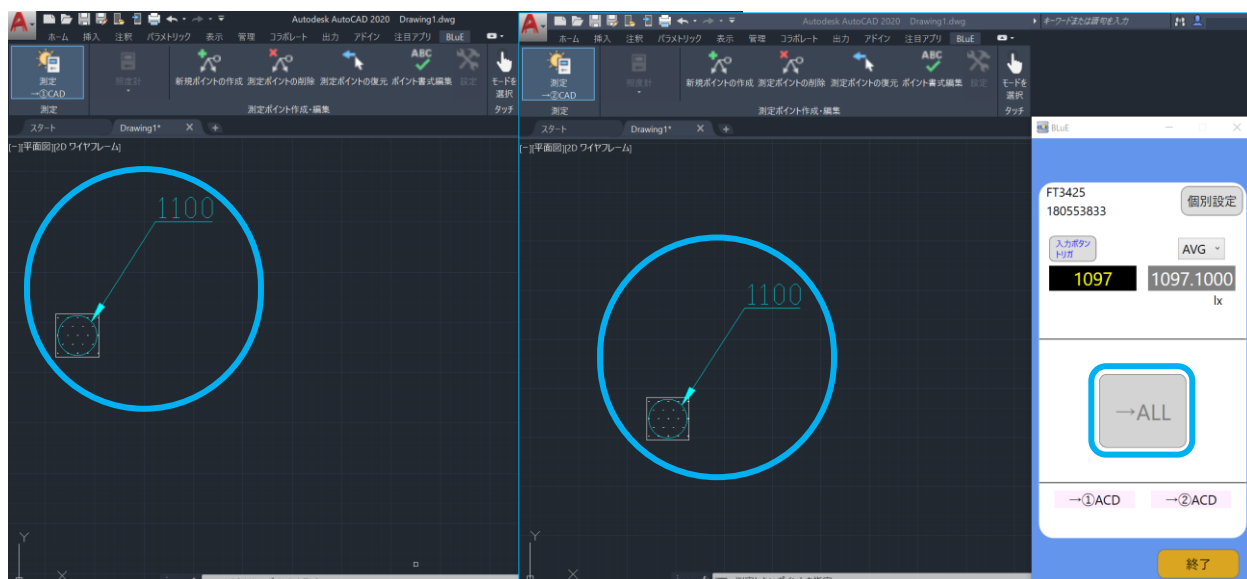 Autodesk AutoCAD 2020 Drawing1.dwg
ホーム 挿入 注釈 パラメトリック 表示 管理 コラボレート 出力 アドイン 注目アプリ BLuE
測定
→①CAD
照度計
新規ポイントの作成 測定ポイントの削除 測定ポイントの復元 ポイント書式編集 設定
ABC
モードを
選択
測定 測定ポイント作成・編集 タッチ
スタート Drawing1* X +
[-][平面図][2D ワイヤフレーム]
1100
Y
X
Autodesk AutoCAD 2020 Drawing1.dwg
キーワードまたは語句を入力
ホーム 挿入 注釈 パラメトリック 表示 管理 コラボレート 出力 アドイン 注目アプリ BLuE
測定
→②CAD
照度計
新規ポイントの作成 測定ポイントの削除 測定ポイントの復元 ポイント書式編集 設定
ABC
モードを
選択
測定 測定ポイント作成・編集 タッチ
スタート Drawing1* X +
[-][平面図][2D ワイヤフレーム]
1100
Y
X
BLuE
FT3425
180553833
個別設定
入力ボタン
トリガ
AVG
1097 1097.1000
lx
→ALL
→①ACD →②ACD
終了